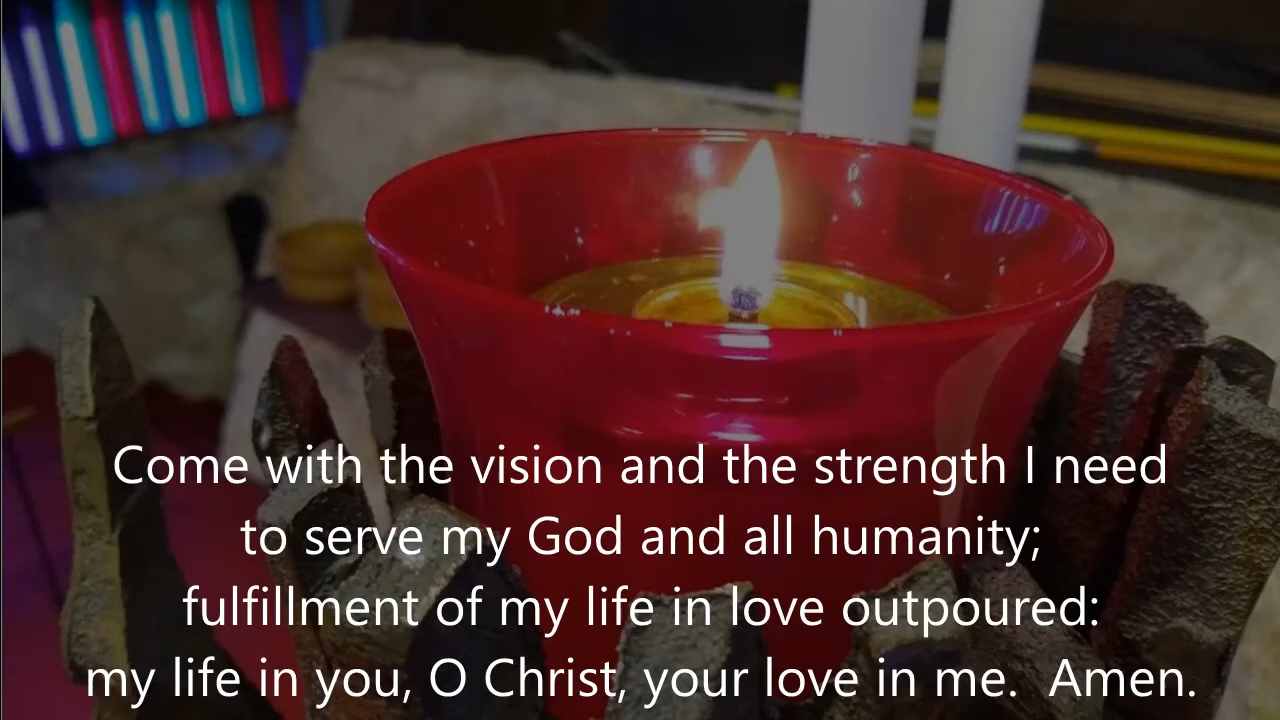 Come with the vision and the strength I need
to serve my God and all humanity;
fulfillment of my life in love outpoured:
my life in you, O Christ, your love in me.  Amen.